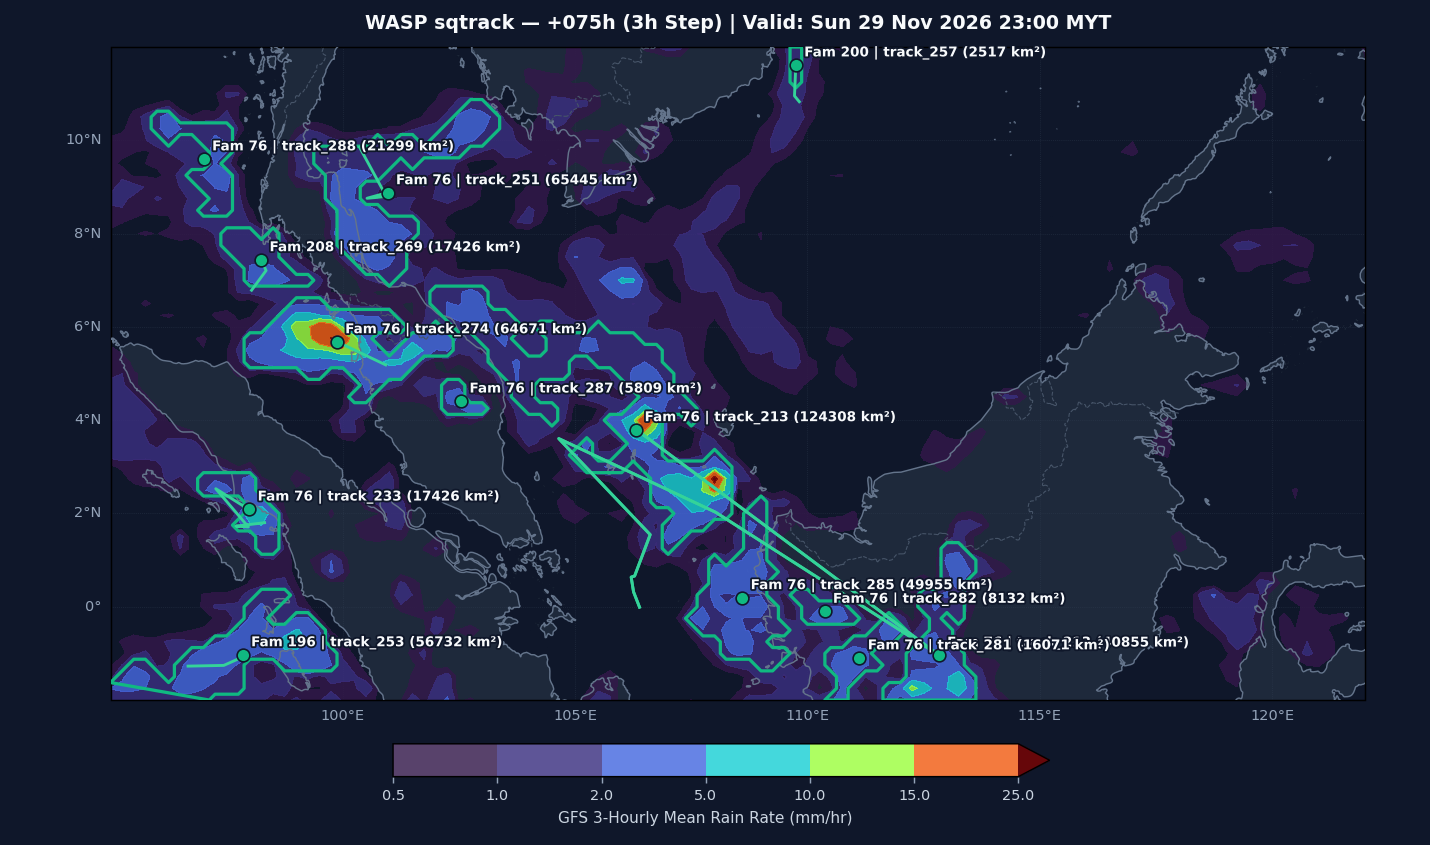 WASP sqtrack — +075h (3h Step) | Valid: Sun 29 Nov 2026 23:00 MYT
Fam 200 | track_257 (2517 km²)
10°N
Fam 76 | track_288 (21299 km²)
Fam 76 | track_251 (65445 km²)
8°N
Fam 208 | track_269 (17426 km²)
6°N
Fam 76 | track_274 (64671 km²)
Fam 76 | track_287 (5809 km²)
4°N
Fam 76 | track_213 (124308 km²)
Fam 76 | track_233 (17426 km²)
2°N
Fam 76 | track_285 (49955 km²)
Fam 76 | track_282 (8132 km²)
0°
Fam 196 | track_253 (56732 km²)
Fam 76 | track_281 (16071 km²)
0855 km²)
100°E 105°E 110°E 115°E 120°E
0.5 1.0 2.0 5.0 10.0 15.0 25.0
GFS 3-Hourly Mean Rain Rate (mm/hr)